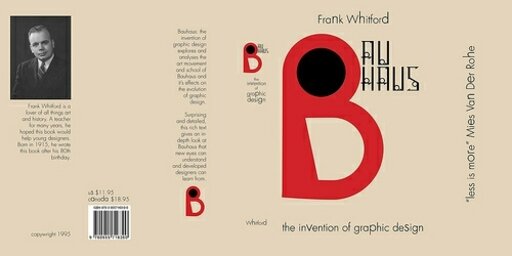 Frank Whitford is a
lover of all things art
and history. A teacher
for many years, he
hoped this book would
help young designers.
Born in 1915, he wrote
this book after his 80th
birthday.
copyright 1995
Bauhaus, the
invention of
graphic design
explores and
analyses the
art movement
and school of
Bauhaus and
it's affects on
the evolution
of graphic
design.
Surprising
and detailed,
this rich text
gives an in-
depth look at
Bauhaus that
new eyes can
understand
and developed
designers can
learn from.
$11.95
canada $18.95
B
B
the
invention
of
graphic
design
Whitford
Frank Whitford
BAU
HAUS
the invention of graphic design
"less is more" Mies Van Der Rohe